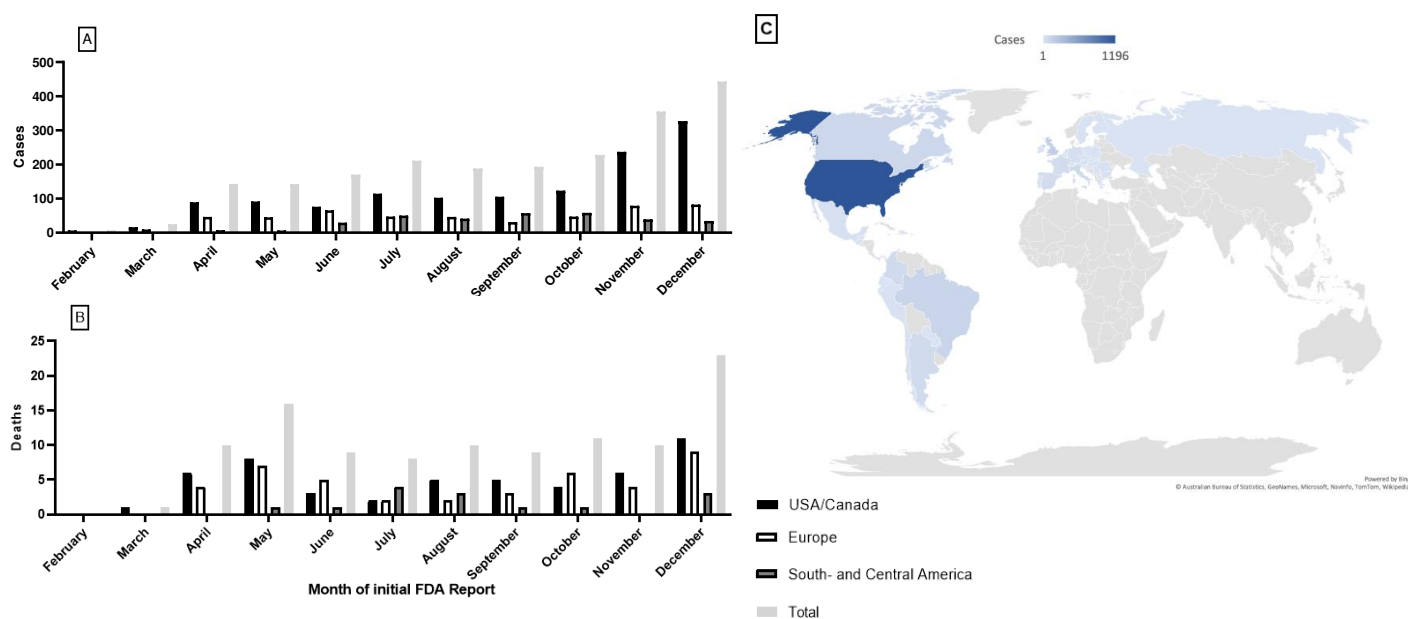 A
Cases
500
400
300
200
100
0
February
March
April
May
June
July
August
September
October
November
December
B
Deaths
25
20
15
10
5
0
February
March
April
May
June
July
August
September
October
November
December
Month of initial FDA Report
C
Cases
1 1196
Powered by Bing
© Australian Bureau of Statistics, GeoNames, Microsoft, Navinfo, TomTom, Wikipedia
USA/Canada
Europe
South- and Central America
Total